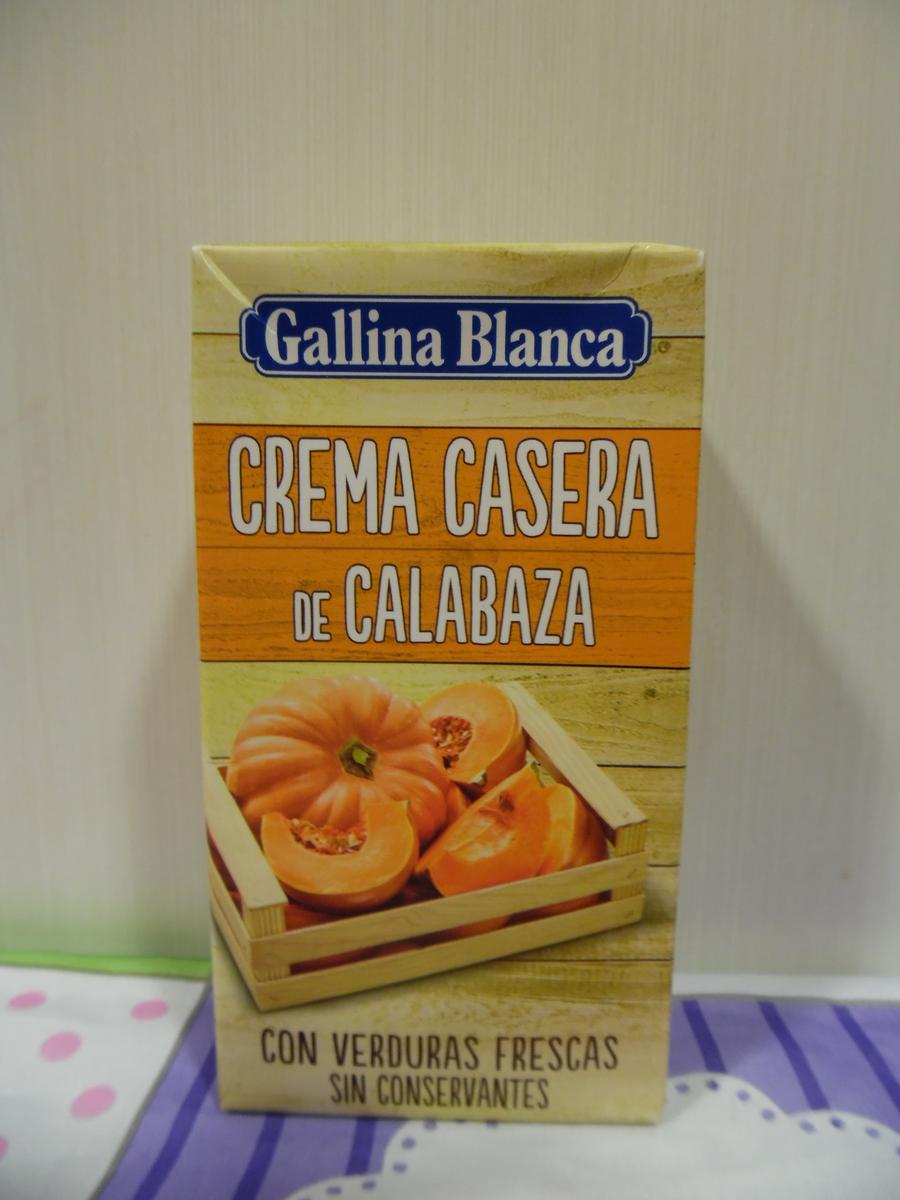 Gallina Blanca
CREMA CASERA
DE CALABAZA
CON VERDURAS FRESCAS
SIN CONSERVANTES